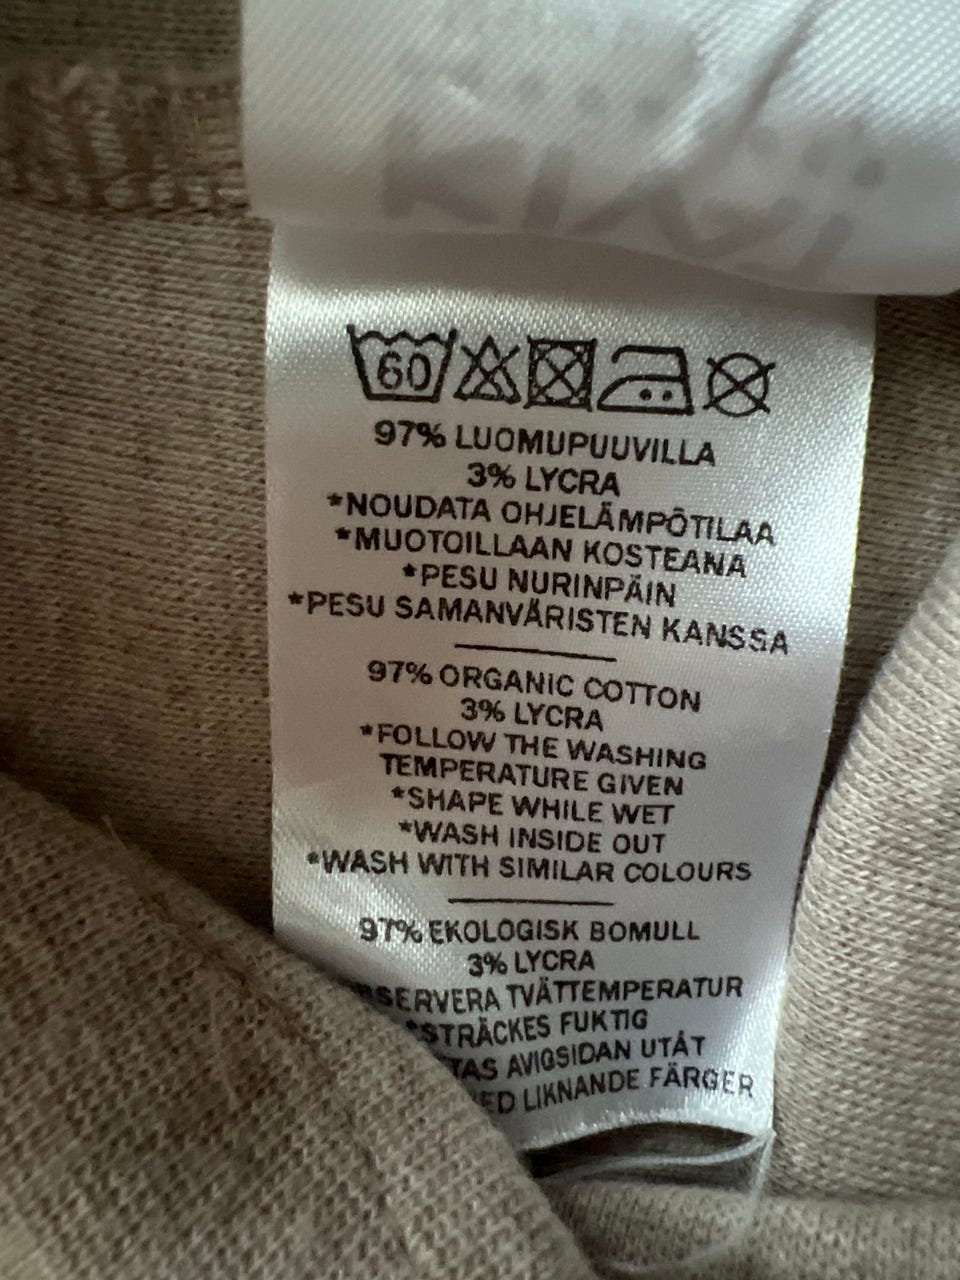 60
97% LUOMUPUUVILLA
3% LYCRA
*NOUDATA OHJELÄMPÖTILAA
*MUOTOILLAAN KOSTEANA
*PESU NURINPÄIN
*PESU SAMANVÄRISTEN KANSSA
97% ORGANIC COTTON
3% LYCRA
*FOLLOW THE WASHING
TEMPERATURE GIVEN
*SHAPE WHILE WET
*WASH INSIDE OUT
*WASH WITH SIMILAR COLOURS
97% EKOLOGISK BOMULL
3% LYCRA
TVÄTTEMPERATUR
*STRÄCKES FUKTIG
AVIGSIDAN UTÅT
LIKNANDE FÄRGER